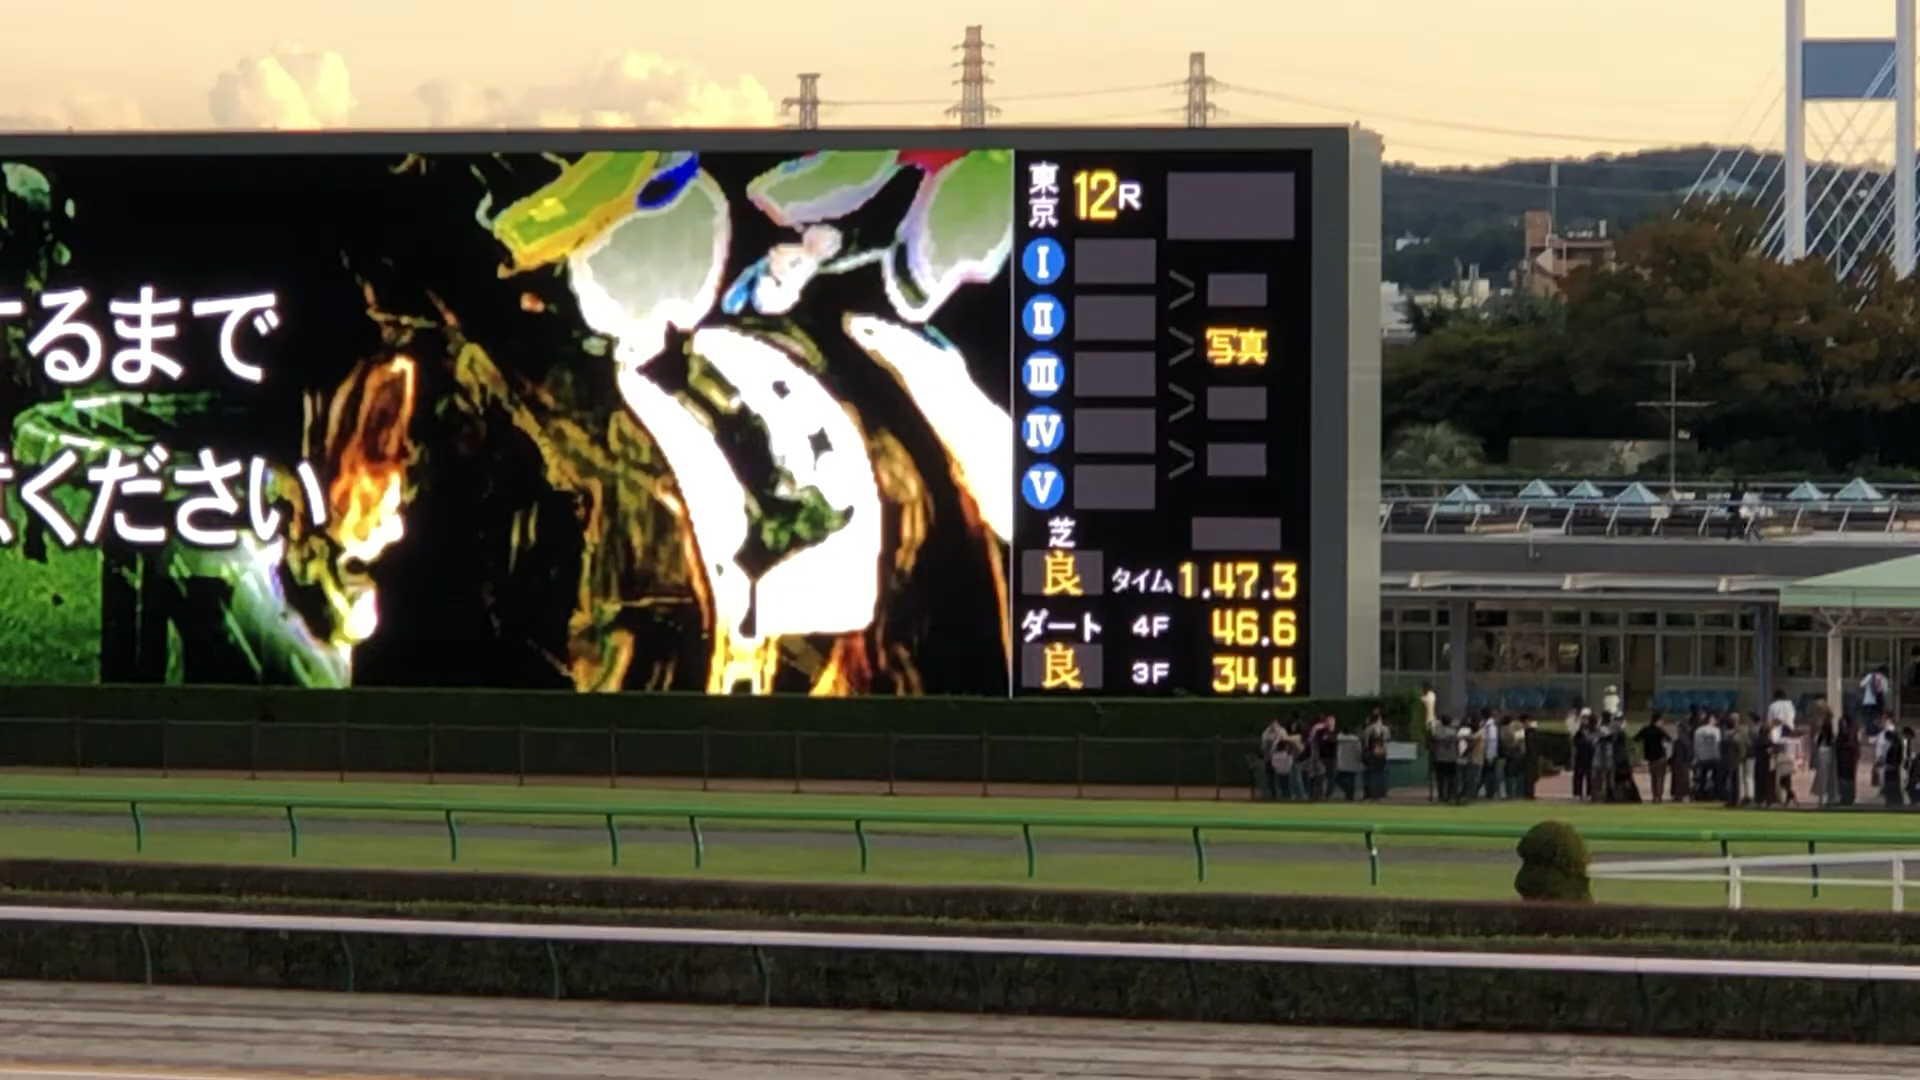 するまで
ください
東京 12R
Ⅰ
Ⅱ
写真
Ⅲ
Ⅳ
Ⅴ
芝
良 タイム 1.47.3
ダート 4F 46.6
良 3F 34.4